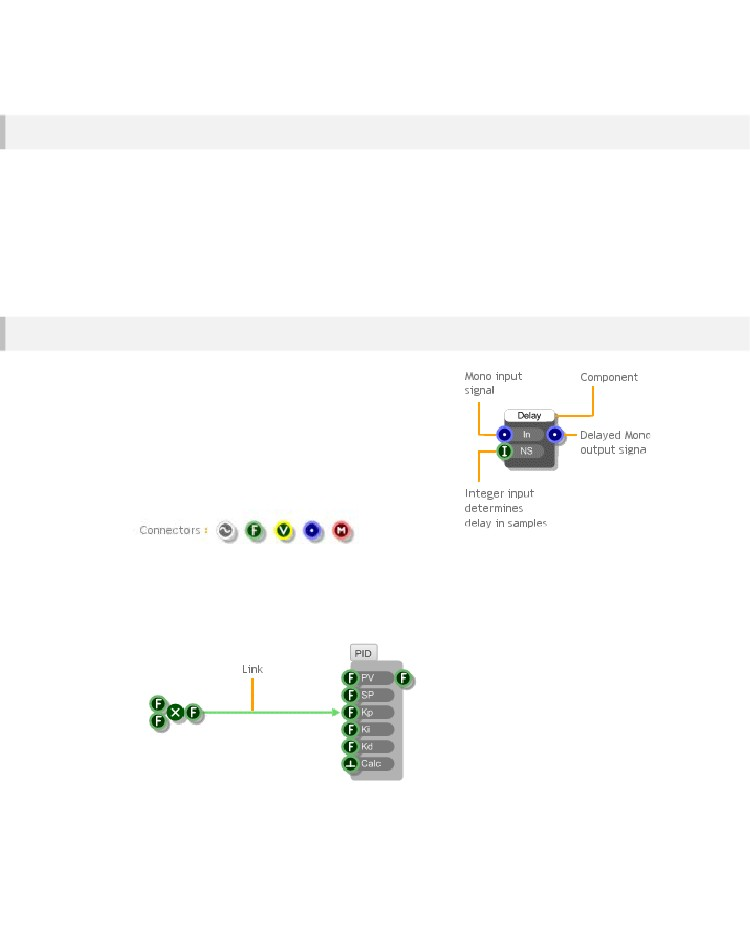 Mono input
signal
Component
Delay
In
NS
Delayed Mono
output signa
Integer input
determines
delay in samples
Connectors :
F
V
M
PID
Link
F
F
X
F
F PV F
F SP
F Kp
F Ki
F Kd
Calc